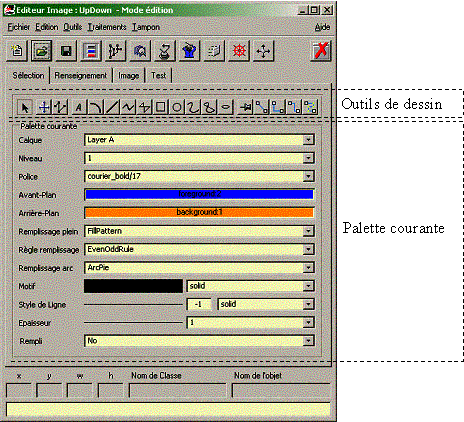 Editeur Image : UpDown - Mode édition
Fichier Edition Outils Traitements Tampon Aide
Sélection Renseignement Image Test
Outils de dessin
A
Palette courante
Calque Layer A
Niveau 1
Police courier_bold/17
Avant-Plan
Arrière-Plan background:1
Palette courante
Remplissage plein FillPattern
Règle remplissage EvenOddRule
Remplissage arc ArcPie
Motif solid
Style de Ligne -1 solid
Epaisseur 1
Rempli No
x y w h Nom de Classe Nom de l'objet